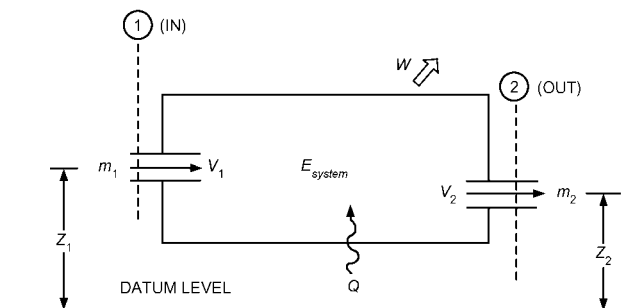 1 (IN)
W
2 (OUT)
m1 V1 Esystem
V2 m2
Z1
Z2
DATUM LEVEL Q